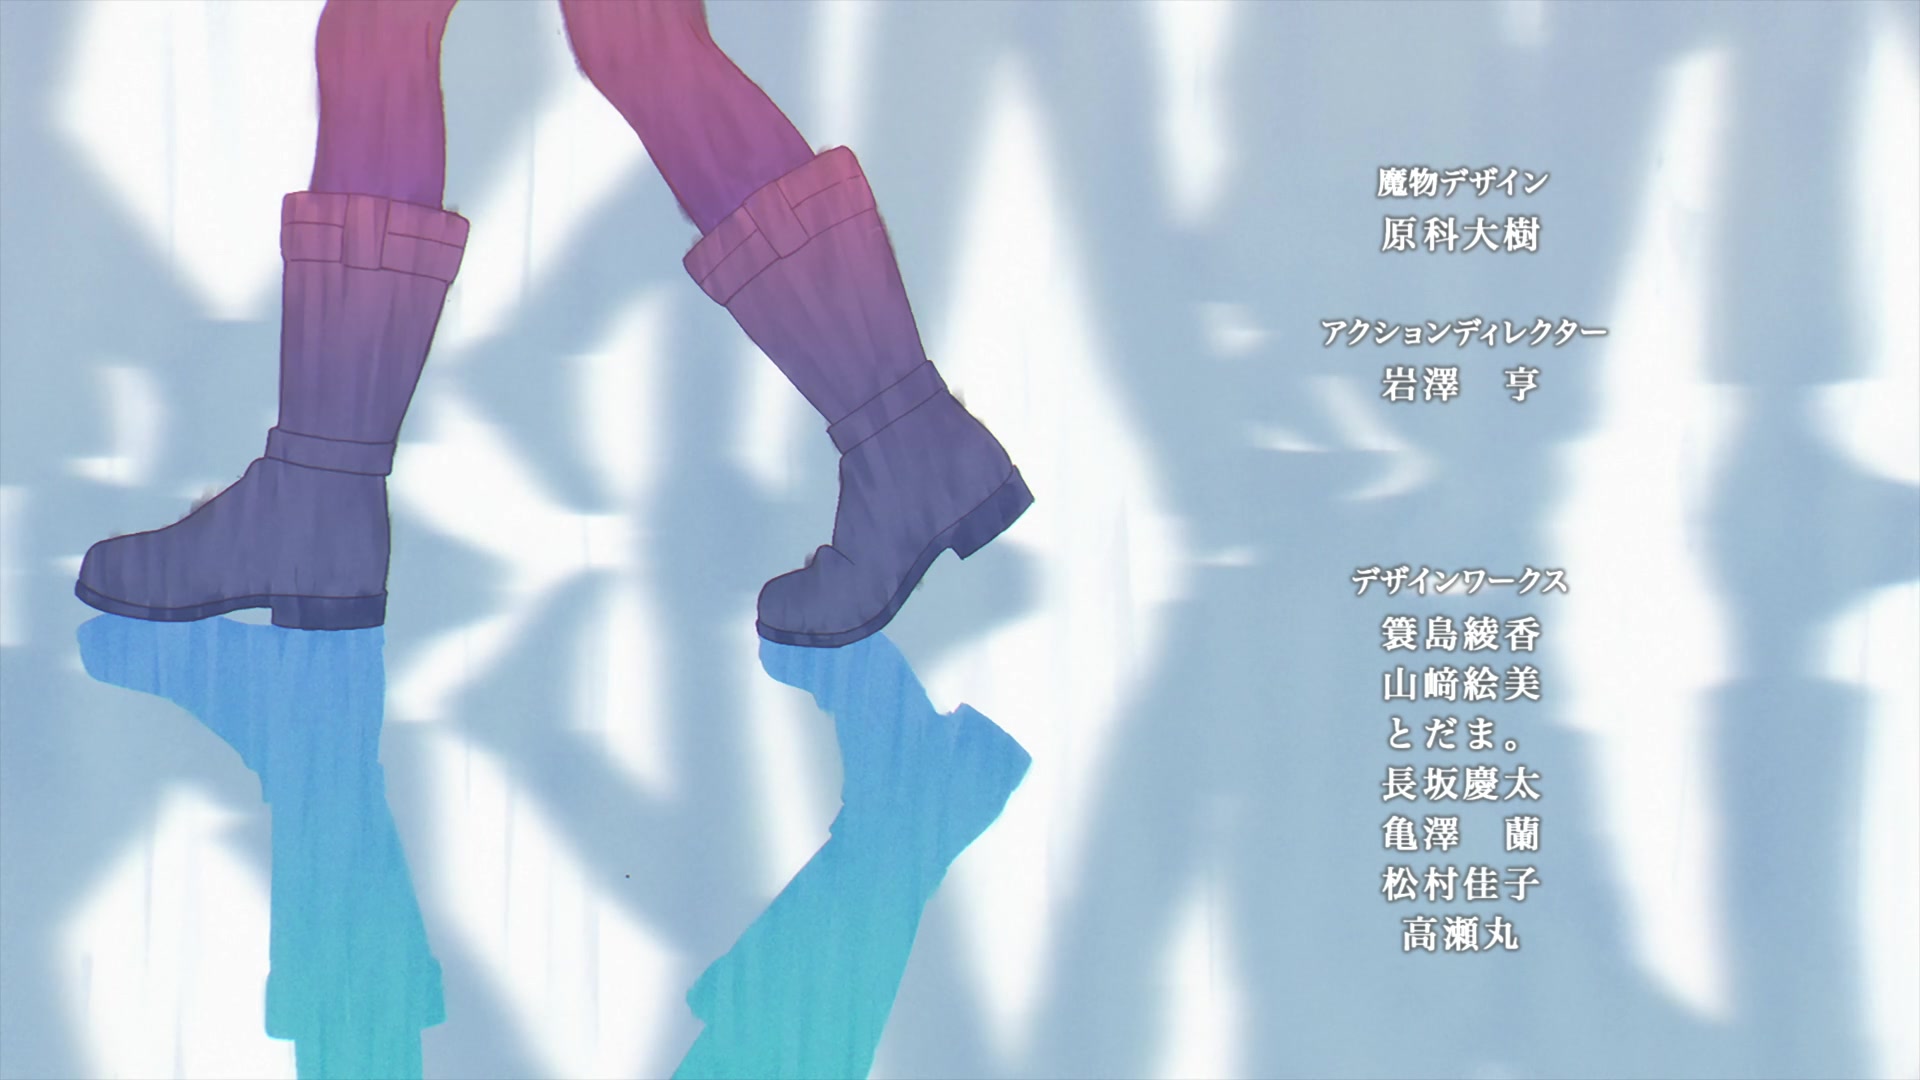 魔物デザイン
原科大樹
アクションディレクター
岩澤　亨
デザインワークス
簑島綾香
山﨑絵美
とだま。
長坂慶太
亀澤　蘭
松村佳子
高瀬丸